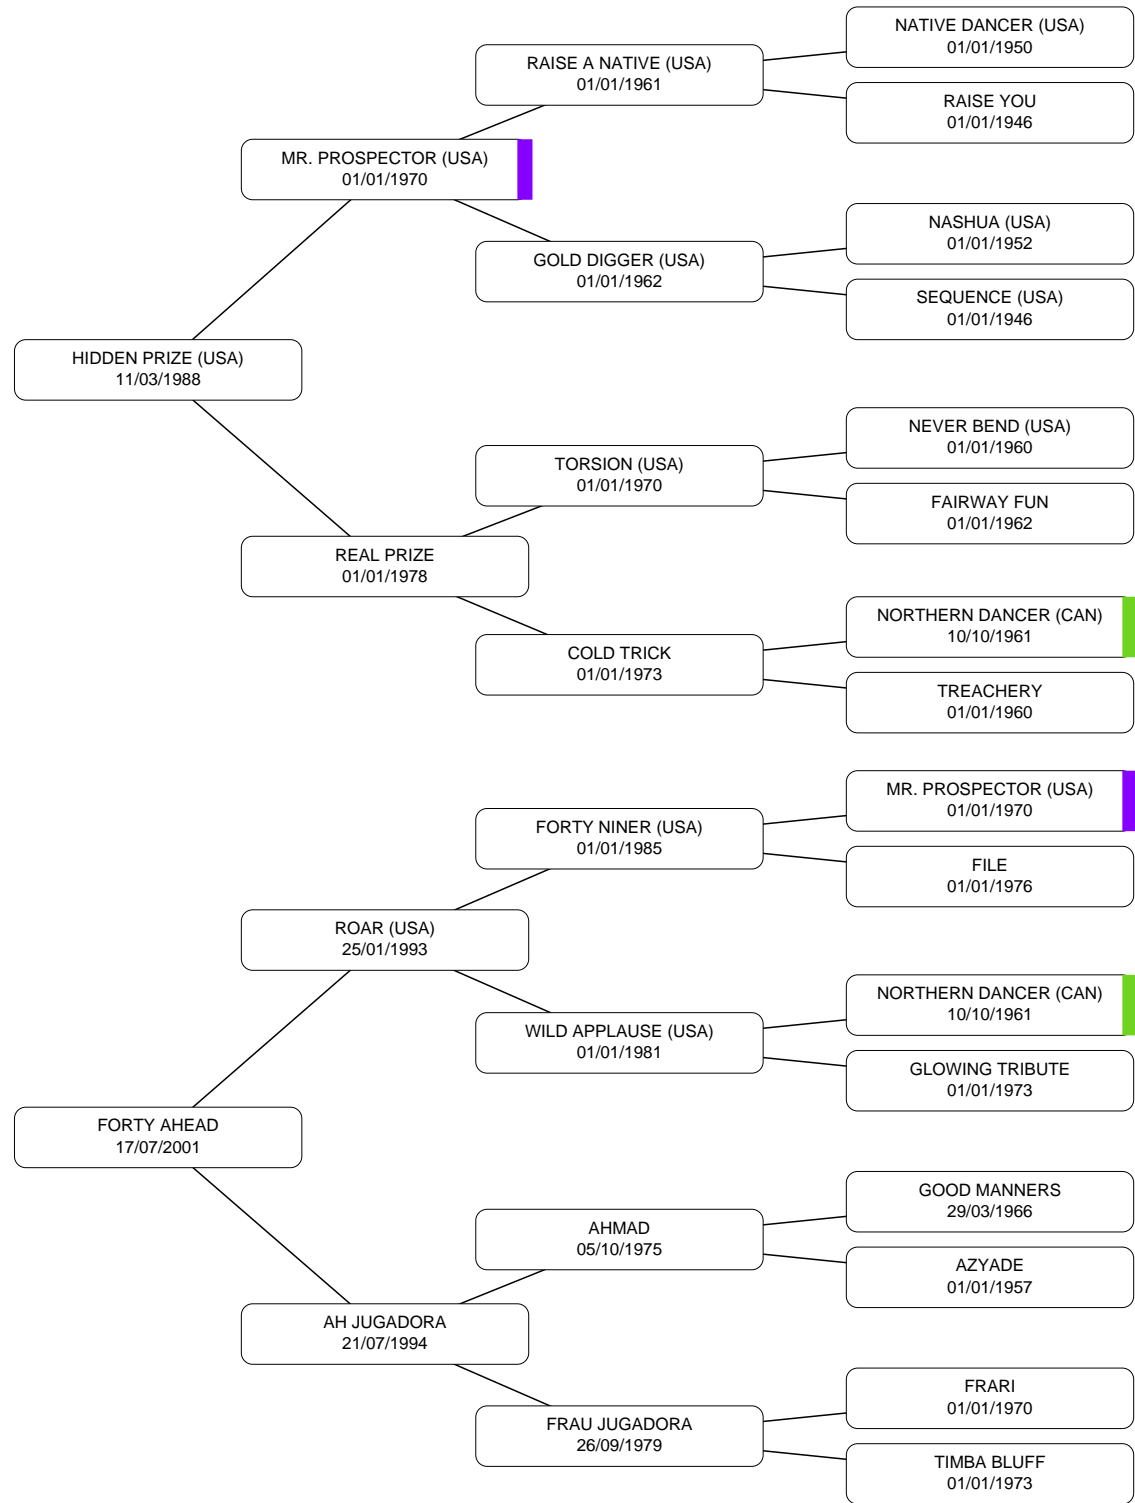 NATIVE DANCER (USA)
01/01/1950
RAISE A NATIVE (USA)
01/01/1961
RAISE YOU
01/01/1946
MR. PROSPECTOR (USA)
01/01/1970
NASHUA (USA)
01/01/1952
GOLD DIGGER (USA)
01/01/1962
SEQUENCE (USA)
01/01/1946
HIDDEN PRIZE (USA)
11/03/1988
NEVER BEND (USA)
01/01/1960
TORSION (USA)
01/01/1970
FAIRWAY FUN
01/01/1962
REAL PRIZE
01/01/1978
NORTHERN DANCER (CAN)
10/10/1961
COLD TRICK
01/01/1973
TREACHERY
01/01/1960
MR. PROSPECTOR (USA)
01/01/1970
FORTY NINER (USA)
01/01/1985
FILE
01/01/1976
ROAR (USA)
25/01/1993
NORTHERN DANCER (CAN)
10/10/1961
WILD APPLAUSE (USA)
01/01/1981
GLOWING TRIBUTE
01/01/1973
FORTY AHEAD
17/07/2001
GOOD MANNERS
29/03/1966
AHMAD
05/10/1975
AZYADE
01/01/1957
AH JUGADORA
21/07/1994
FRARI
01/01/1970
FRAU JUGADORA
26/09/1979
TIMBA BLUFF
01/01/1973